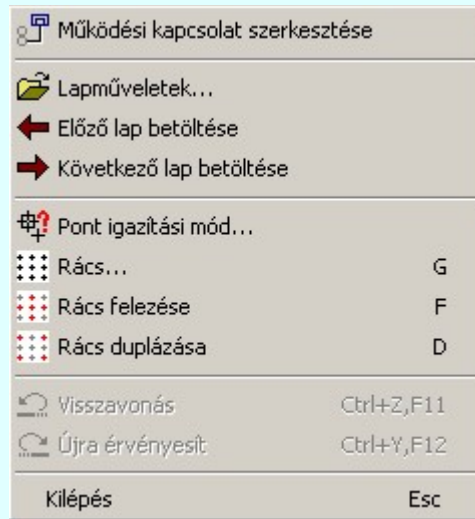 Működési kapcsolat szerkesztése
Lapműveletek...
Előző lap betöltése
Következő lap betöltése
Pont igazítási mód...
Rács... G
Rács felezése F
Rács duplázása D
Visszavonás Ctrl+Z,F11
Újra érvényesít Ctrl+Y,F12
Kilépés Esc